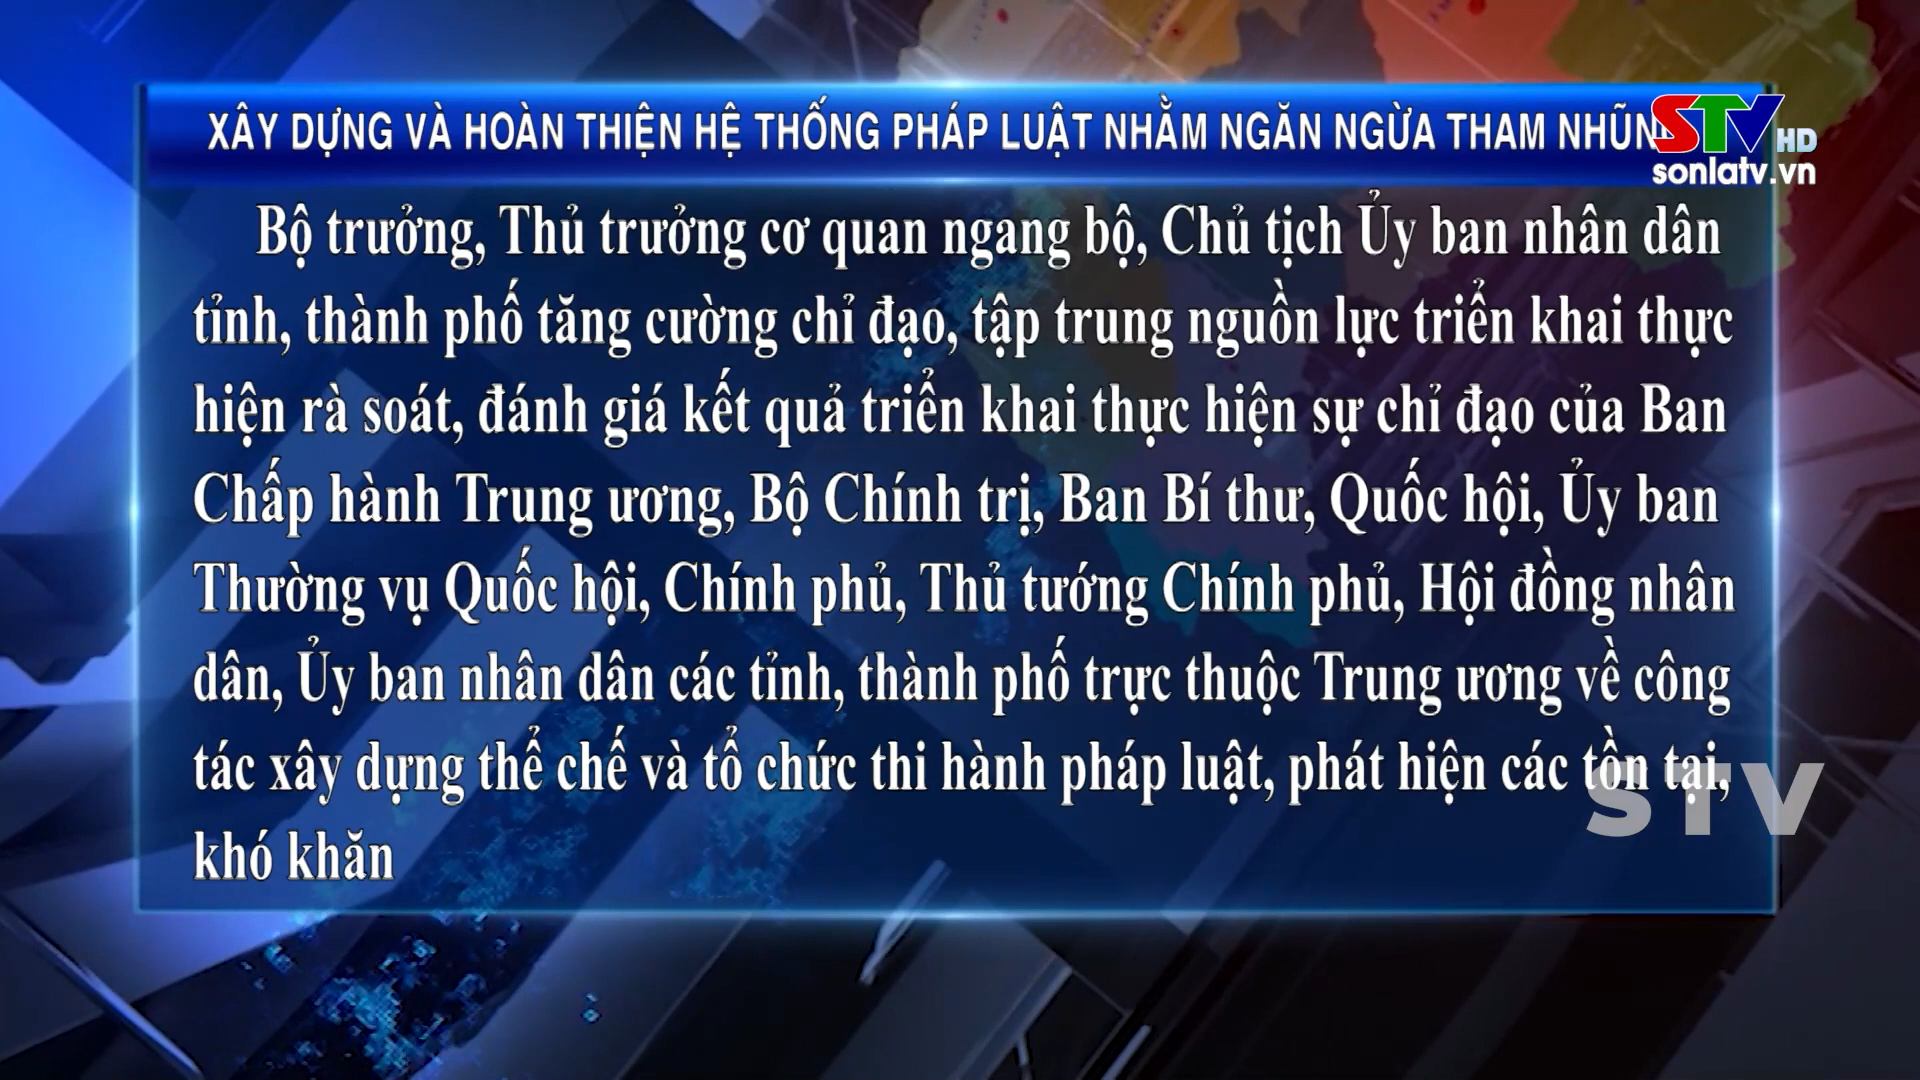 XÂY DỰNG VÀ HOÀN THIỆN HỆ THỐNG PHÁP LUẬT NHẰM NGĂN NGỪA THAM NHŨN
STV HD
sonlatv.vn
Bộ trưởng, Thủ trưởng cơ quan ngang bộ, Chủ tịch Ủy ban nhân dân
tỉnh, thành phố tăng cường chỉ đạo, tập trung nguồn lực triển khai thực
hiện rà soát, đánh giá kết quả triển khai thực hiện sự chỉ đạo của Ban
Chấp hành Trung ương, Bộ Chính trị, Ban Bí thư, Quốc hội, Ủy ban
Thường vụ Quốc hội, Chính phủ, Thủ tướng Chính phủ, Hội đồng nhân
dân, Ủy ban nhân dân các tỉnh, thành phố trực thuộc Trung ương về công
tác xây dựng thể chế và tổ chức thi hành pháp luật, phát hiện các tồn tại,
khó khăn
STV